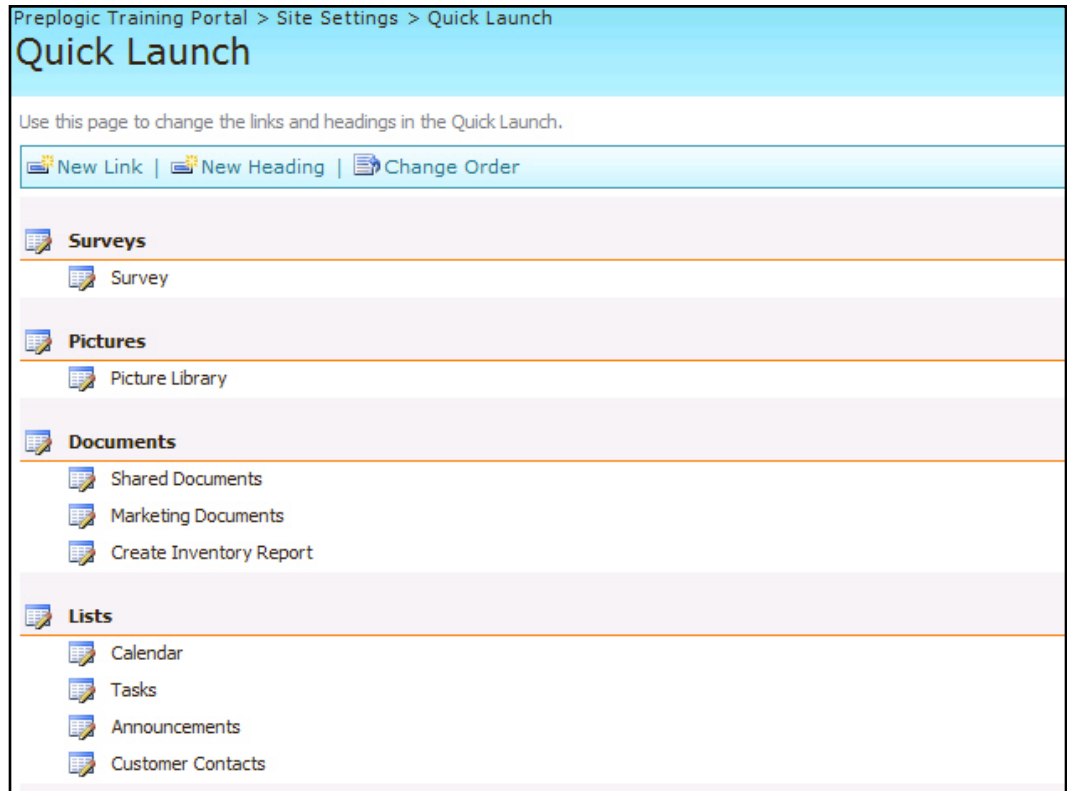 Preplogic Training Portal > Site Settings > Quick Launch
Quick Launch
Use this page to change the links and headings in the Quick Launch.
New Link | New Heading | Change Order
Surveys
Survey
Pictures
Picture Library
Documents
Shared Documents
Marketing Documents
Create Inventory Report
Lists
Calendar
Tasks
Announcements
Customer Contacts